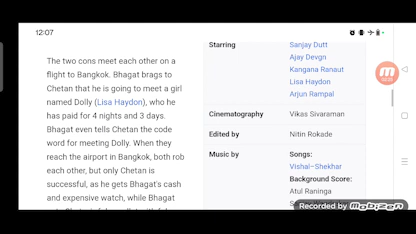 12:07
The two cons meet each other on a
flight to Bangkok. Bhagat brags to
Chetan that he is going to meet a girl
named Dolly (Lisa Haydon), who he
has paid for 4 nights and 3 days.
Bhagat even tells Chetan the code
word for meeting Dolly. When they
reach the airport in Bangkok, both rob
each other, but only Chetan is
successful, as he gets Bhagat's cash
and expensive watch, while Bhagat
Starring
Sanjay Dutt
Ajay Devgn
Kangana Ranaut
Lisa Haydon
Arjun Rampal
Cinematography
Vikas Sivaraman
Edited by
Nitin Rokade
Music by
Songs:
Vishal–Shekhar
Background Score:
Atul Raninga
Recorded by Mobizen